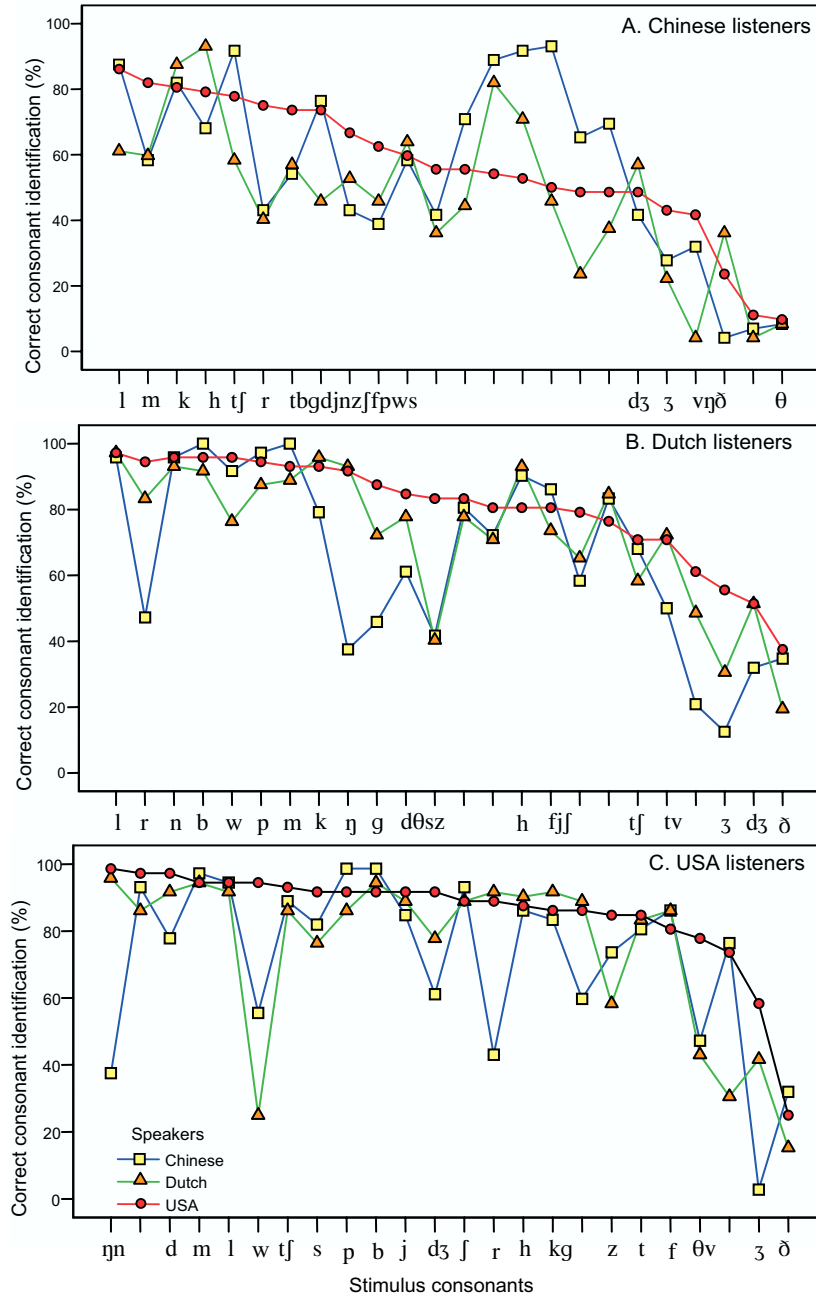 A. Chinese listeners
Correct consonant identification (%)
100
80
60
40
20
0
l m k h tʃ r tbɡdjnzʃfpws dʒ ʒ vŋð θ
B. Dutch listeners
Correct consonant identification (%)
100
80
60
40
20
0
l r n b w p m k ŋ ɡ dθsz h fjʃ tʃ tv ʒ dʒ ð
C. USA listeners
Correct consonant identification (%)
100
80
60
40
20
0
Speakers
Chinese
Dutch
USA
ŋn d m l w tʃ s p b j dʒ ʃ r h kɡ z t f θv ʒ ð
Stimulus consonants